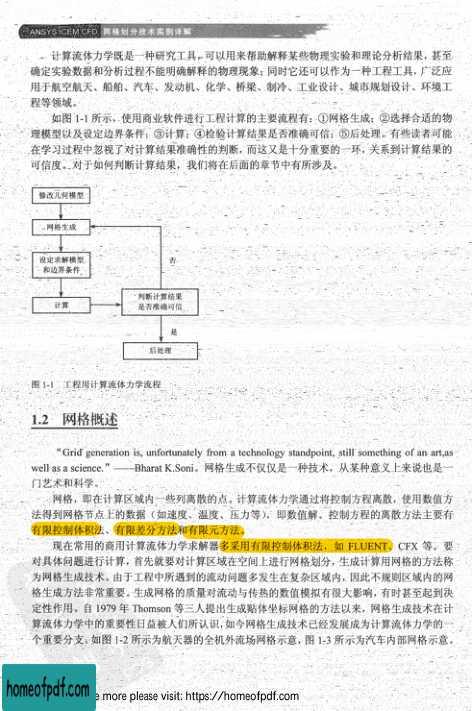 ANSYS ICEM CFD 网格划分技术实例详解
计算流体力学既是一种研究工具,可以用来帮助解释某些物理实验和理论分析结果,甚至
确定实验数据和分析过程不能明确解释的物理现象;同时它还可以作为一种工程工具,广泛应
用于航空航天、船舶、汽车、发动机、化学、桥梁、制冷、工业设计、城市规划设计、环境工
程等领域。
如图 1-1 所示,使用商业软件进行工程计算的主要流程有:①网格生成;②选择合适的物
理模型以及设定边界条件;③计算;④检验计算结果是否准确可信;⑤后处理。有些读者可能
在学习过程中忽视了对计算结果准确性的判断,而这又是十分重要的一环,关系到计算结果的
可信度。对于如何判断计算结果,我们将在后面的章节中有所涉及。
修改几何模型
网格生成
设定求解模型
和边界条件
否
计算
判断计算结果
是否准确可信
是
后处理
图 1-1 工程用计算流体力学流程
1.2 网格概述
“Grid generation is, unfortunately from a technology standpoint, still something of an art,as
well as a science.”——Bharat K.Soni。网格生成不仅仅是一种技术,从某种意义上来说也是一
门艺术和科学。
网格,即在计算区域内一些列离散的点。计算流体力学通过将控制方程离散,使用数值方
法得到网格节点上的数据(如速度、温度、压力等),即数值解。控制方程的离散方法主要有
有限控制体积法、有限差分方法和有限元方法。
现在常用的商用计算流体力学求解器多采用有限控制体积法,如 FLUENT、CFX 等。要
对具体问题进行计算,首先就要对计算区域在空间上进行网格划分,生成计算用网格的方法称
为网格生成技术。由于工程中所遇到的流动问题多发生在复杂区域内,因此不规则区域内的网
格生成方法非常重要。生成网格的质量对流动与传热的数值模拟有很大影响,有时甚至起到决
定性作用。自 1979 年 Thomson 等三人提出生成贴体坐标网格的方法以来,网格生成技术在计
算流体力学中的重要性日益被人们所认识,如今网格生成技术已经发展成为计算流体力学的一
个重要分支。如图 1-2 所示为航天器的全机外流场网格示意,图 1-3 所示为汽车内部网格示意。
homeofpdf.com
e more please visit: https://homeofpdf.com